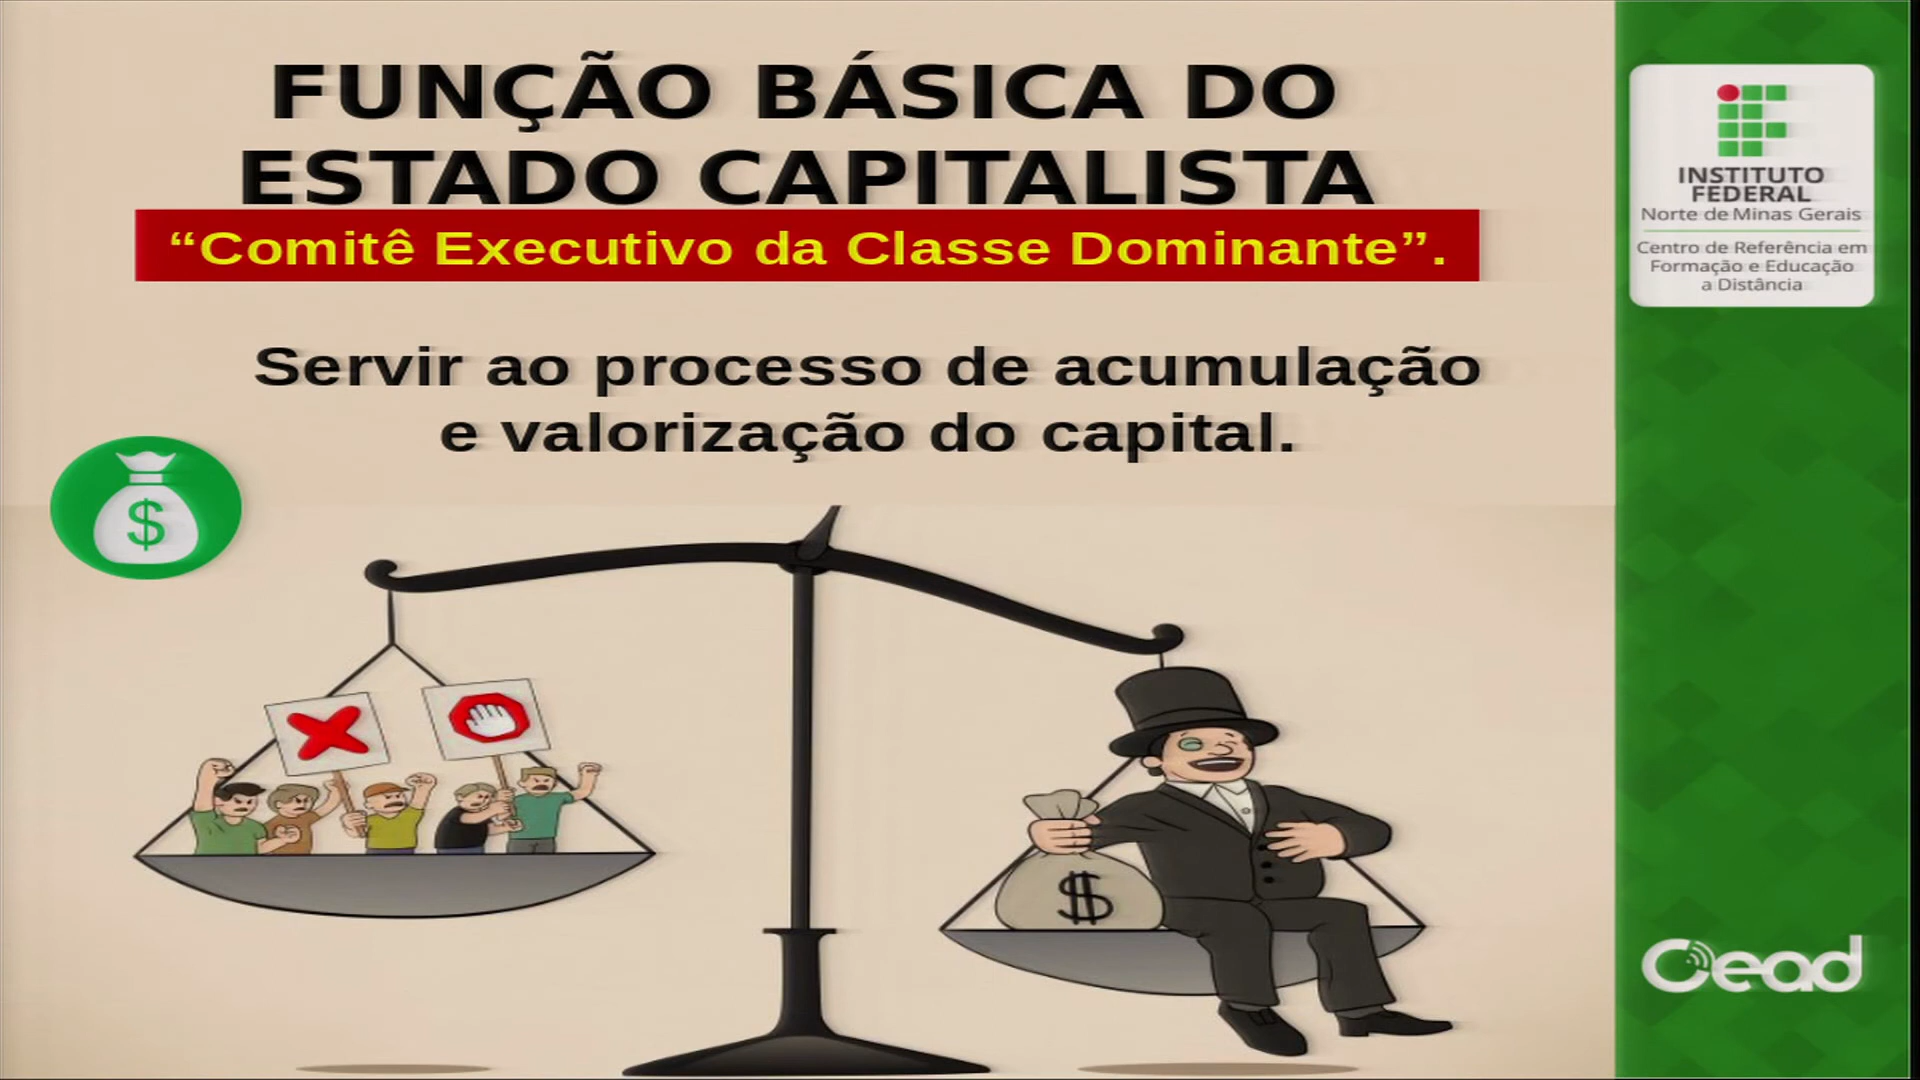 FUNÇÃO BÁSICA DO
ESTADO CAPITALISTA
“Comitê Executivo da Classe Dominante”.
Servir ao processo de acumulação
e valorização do capital.
$
$
INSTITUTO
FEDERAL
Norte de Minas Gerais
Centro de Referência em
Formação e Educação
a Distância
Cead